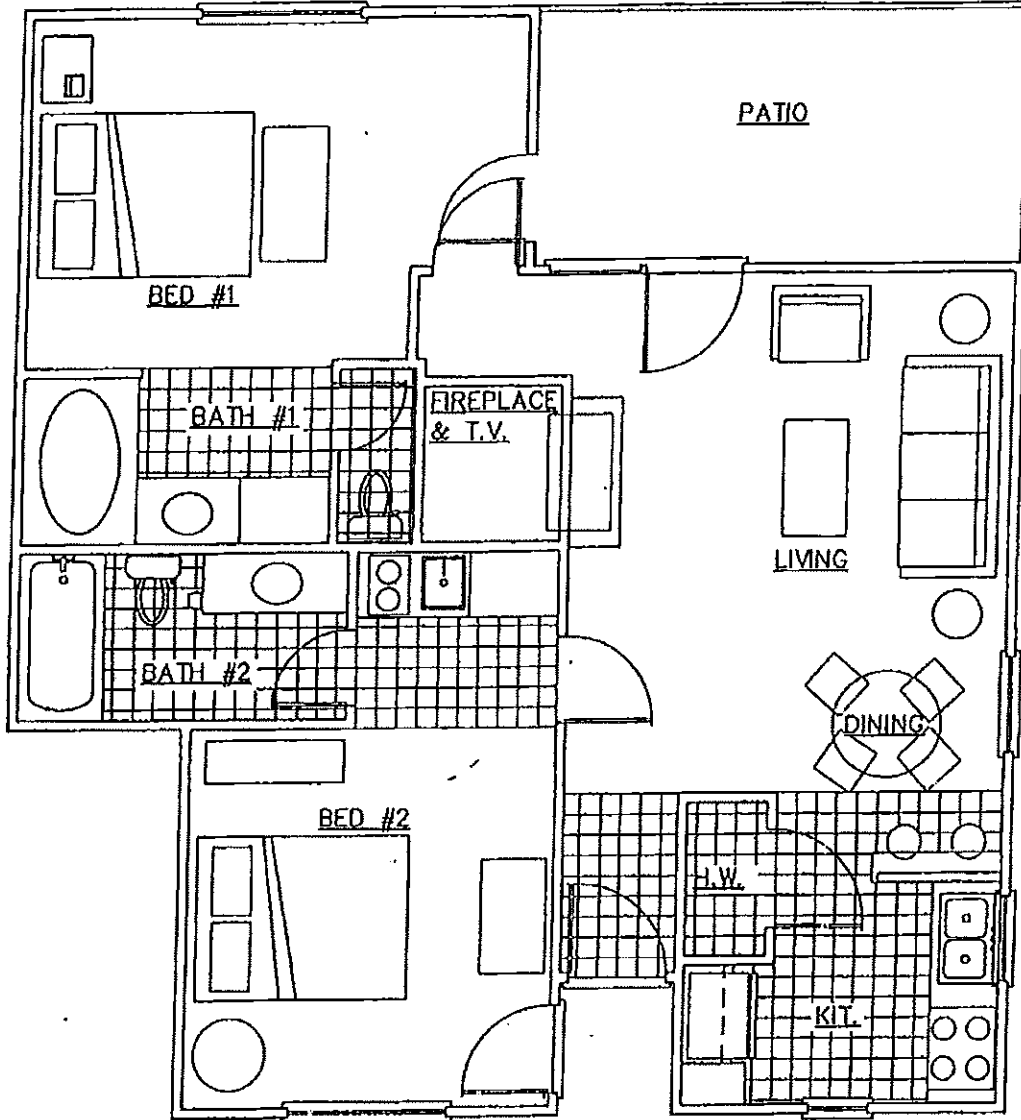 PATIO
BED #1
BATH #1
FIREPLACE
& T.V.
LIVING
BATH #2
DINING
BED #2
H.W.
KIT.